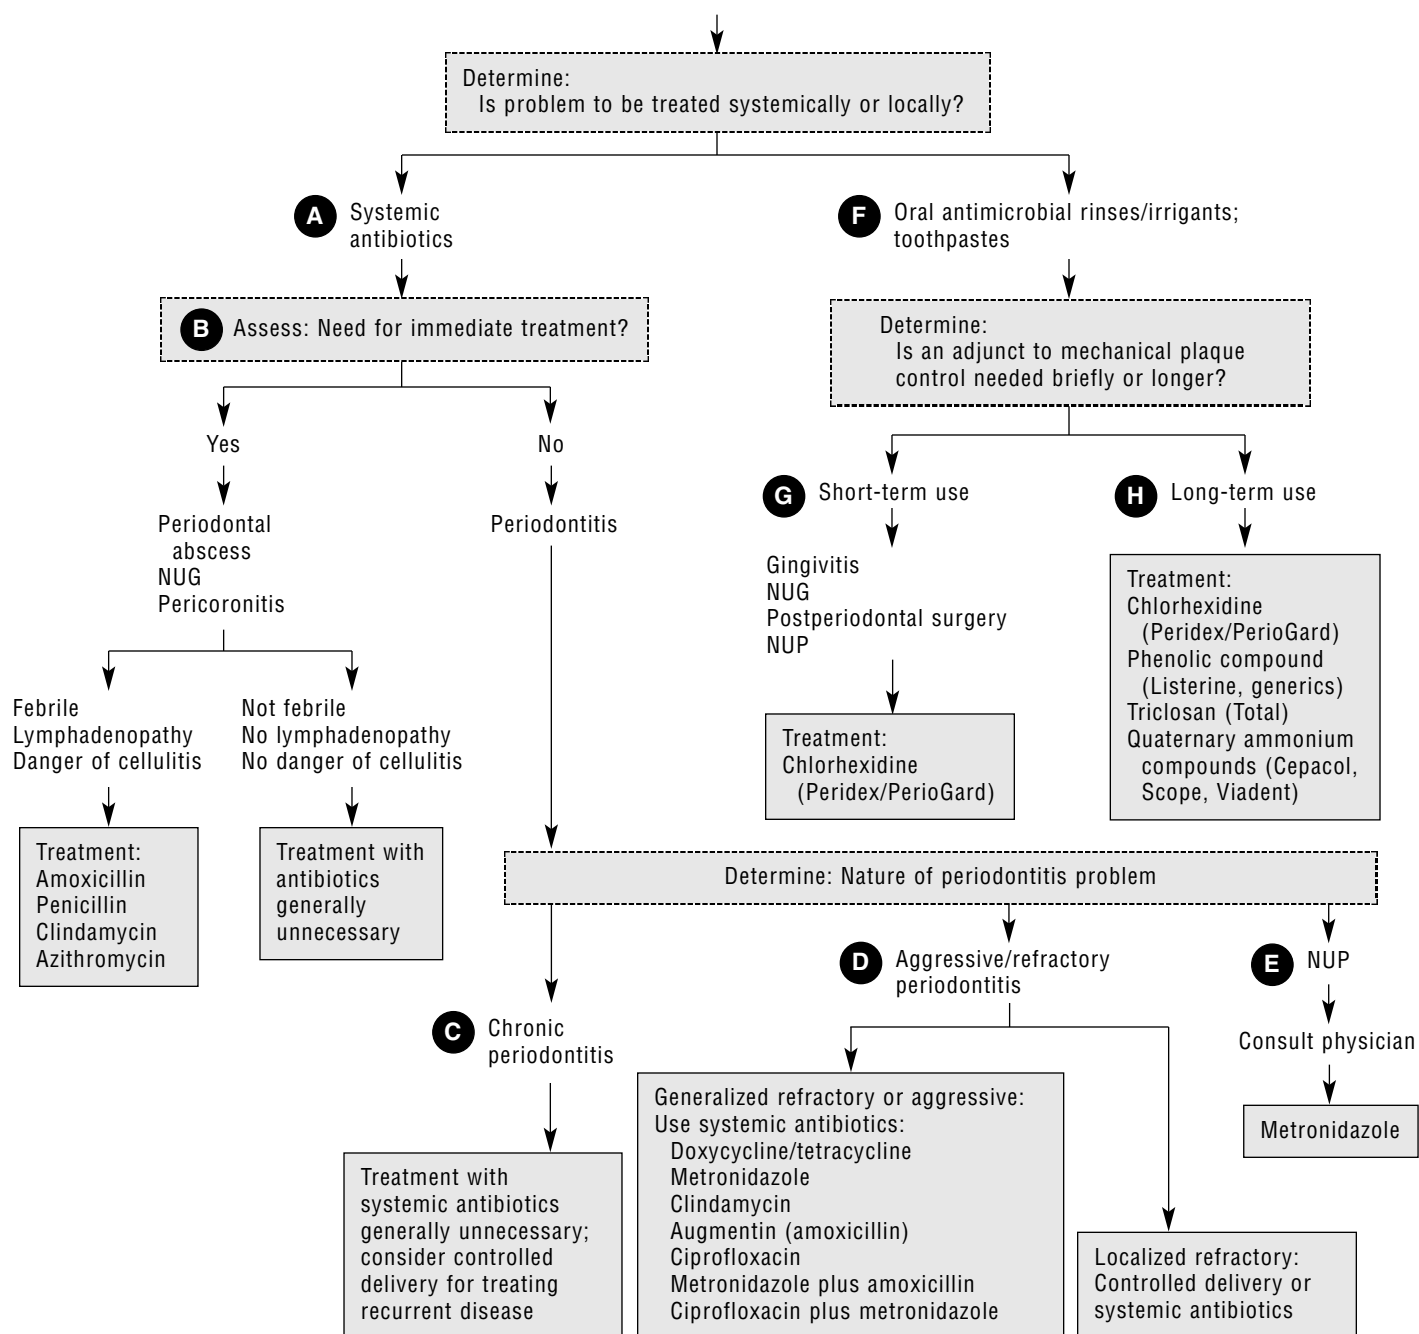 Determine:
Is problem to be treated systemically or locally?
A Systemic
antibiotics
F Oral antimicrobial rinses/irrigants;
toothpastes
B Assess: Need for immediate treatment?
Determine:
Is an adjunct to mechanical plaque
control needed briefly or longer?
Yes
No
G Short-term use
H Long-term use
Periodontal
abscess
NUG
Pericoronitis
Periodontitis
Gingivitis
NUG
Postperiodontal surgery
NUP
Treatment:
Chlorhexidine
(Peridex/PerioGard)
Phenolic compound
(Listerine, generics)
Triclosan (Total)
Quaternary ammonium
compounds (Cepacol,
Scope, Viadent)
Febrile
Lymphadenopathy
Danger of cellulitis
Not febrile
No lymphadenopathy
No danger of cellulitis
Treatment:
Chlorhexidine
(Peridex/PerioGard)
Treatment:
Amoxicillin
Penicillin
Clindamycin
Azithromycin
Treatment with
antibiotics
generally
unnecessary
Determine: Nature of periodontitis problem
C Chronic
periodontitis
D Aggressive/refractory
periodontitis
E NUP
Consult physician
Metronidazole
Treatment with
systemic antibiotics
generally unnecessary;
consider controlled
delivery for treating
recurrent disease
Generalized refractory or aggressive:
Use systemic antibiotics:
Doxycycline/tetracycline
Metronidazole
Clindamycin
Augmentin (amoxicillin)
Ciprofloxacin
Metronidazole plus amoxicillin
Ciprofloxacin plus metronidazole
Localized refractory:
Controlled delivery or
systemic antibiotics